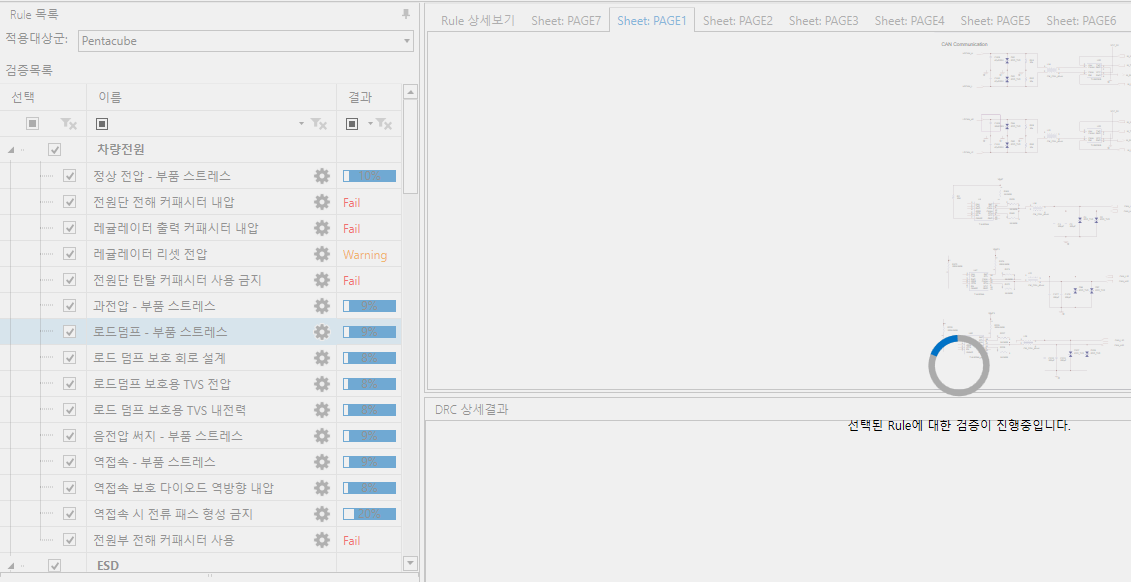 Rule 목록
적용대상군: Pentacube
검증목록
선택 이름 결과
차량전원
정상 전압 - 부품 스트레스 10%
전원단 전해 커패시터 내압 Fail
레귤레이터 출력 커패시터 내압 Fail
레귤레이터 리셋 전압 Warning
전원단 탄탈 커패시터 사용 금지 Fail
과전압 - 부품 스트레스 9%
로드덤프 - 부품 스트레스 9%
로드 덤프 보호 회로 설계 8%
로드덤프 보호용 TVS 전압 8%
로드 덤프 보호용 TVS 내전력 8%
음전압 써지 - 부품 스트레스 9%
역접속 - 부품 스트레스 9%
역접속 보호 다이오드 역방향 내압 8%
역접속 시 전류 패스 형성 금지 20%
전원부 전해 커패시터 사용 Fail
ESD
Rule 상세보기 Sheet: PAGE7 Sheet: PAGE1 Sheet: PAGE2 Sheet: PAGE3 Sheet: PAGE4 Sheet: PAGE5 Sheet: PAGE6
CAN Communication
DRC 상세결과
선택된 Rule에 대한 검증이 진행중입니다.